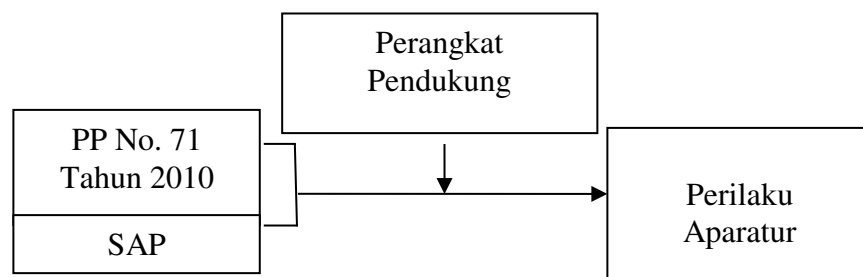 Perangkat
Pendukung
PP No. 71
Tahun 2010
SAP
Perilaku
Aparatur